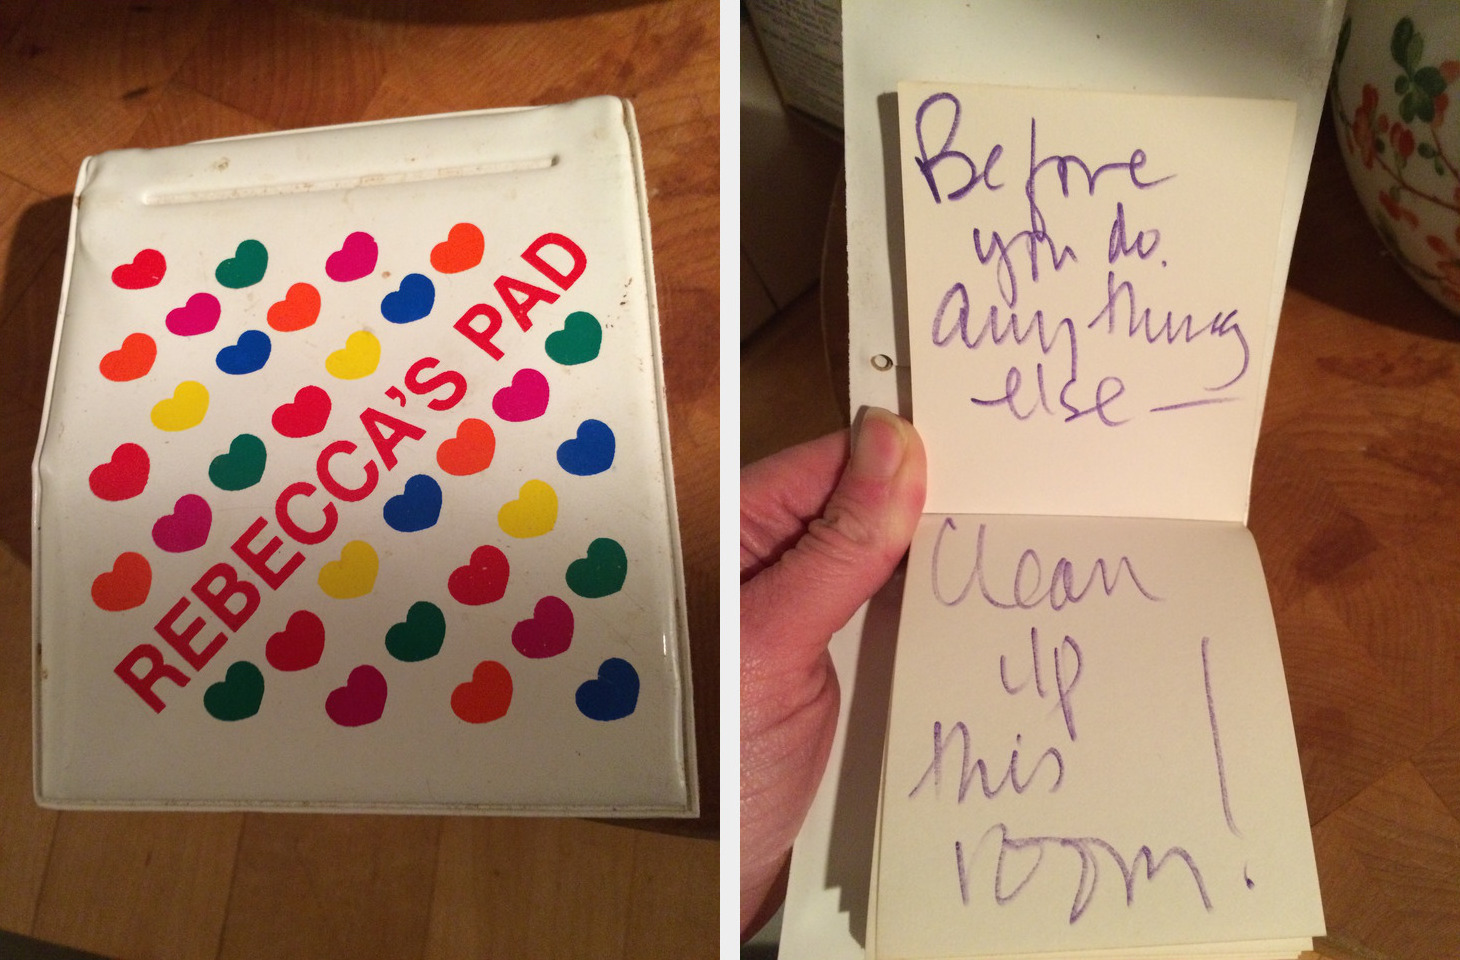 REBECCA'S PAD
Before
you do.
anything
else—
Clean
up
this
room!